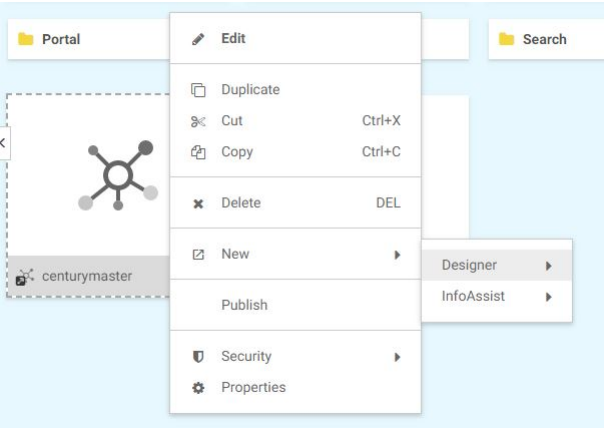 Portal
Edit
Search
Duplicate
Cut Ctrl+X
Copy Ctrl+C
Delete DEL
New
Designer
centurymaster
InfoAssist
Publish
Security
Properties